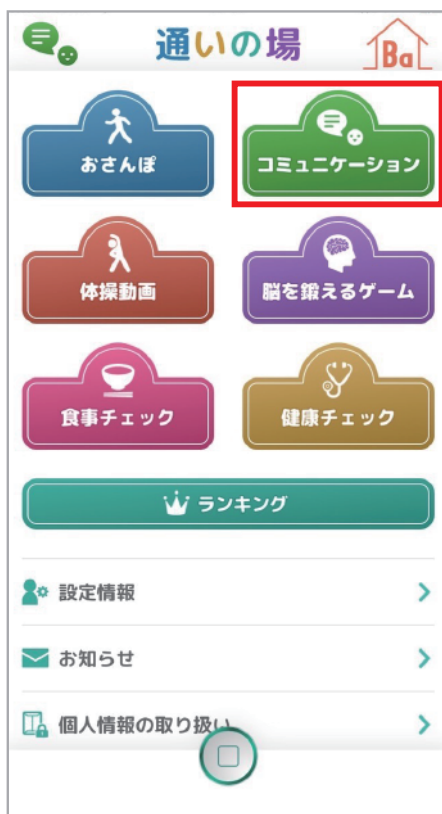 通いの場
Ba
おさんぽ
コミュニケーション
体操動画
脳を鍛えるゲーム
食事チェック
健康チェック
ランキング
設定情報
お知らせ
個人情報の取り扱い